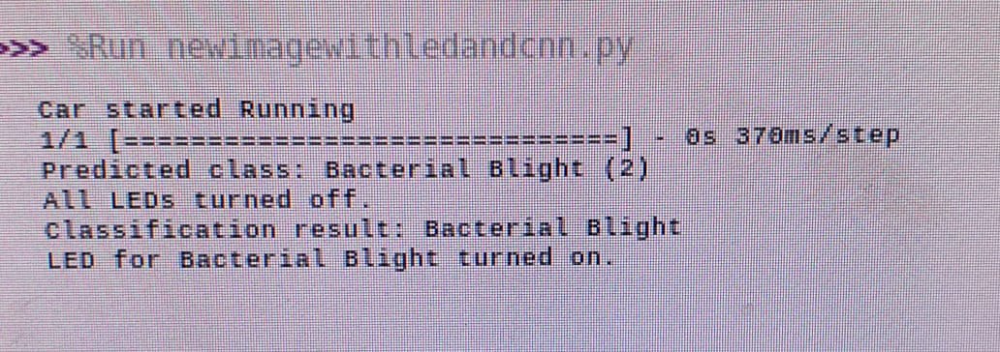 >>> %Run newimagewithledandcnn.py
Car started Running
1/1 [==============================] - 0s 370ms/step
Predicted class: Bacterial Blight (2)
All LEDs turned off.
Classification result: Bacterial Blight
LED for Bacterial Blight turned on.